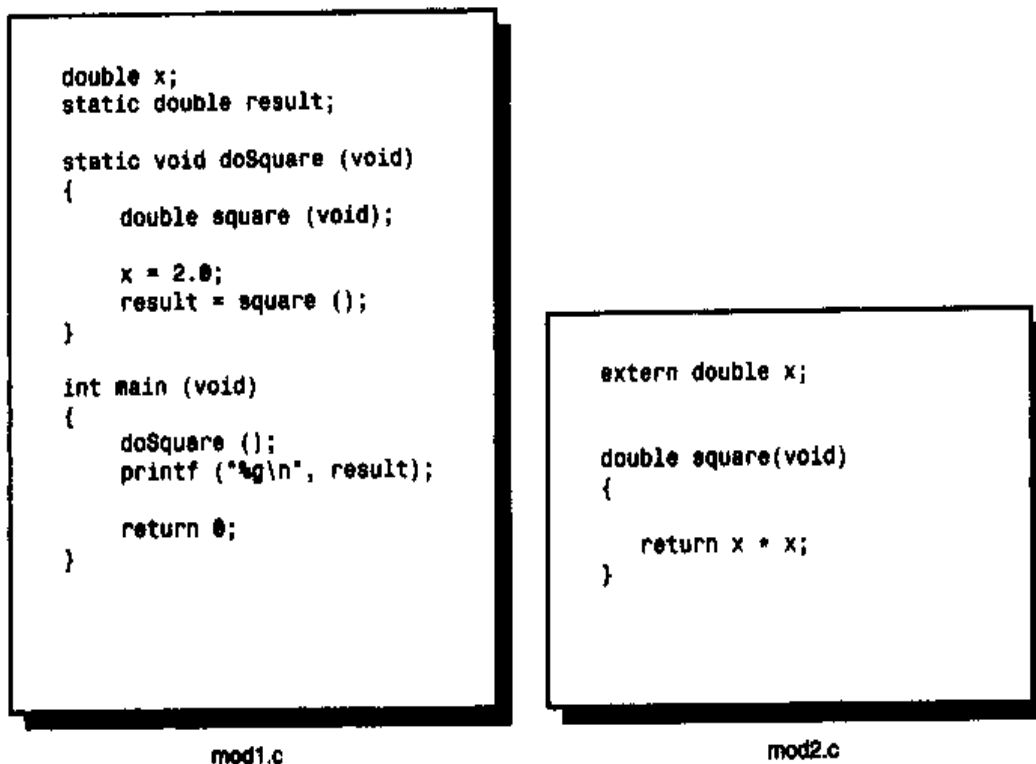 double x;
static double result;
static void doSquare (void)
{
double square (void);
x = 2.0;
result = square ();
}
int main (void)
{
doSquare ();
printf ("%g\n", result);
return 0;
}
mod1.c
extern double x;
double square(void)
{
return x * x;
}
mod2.c